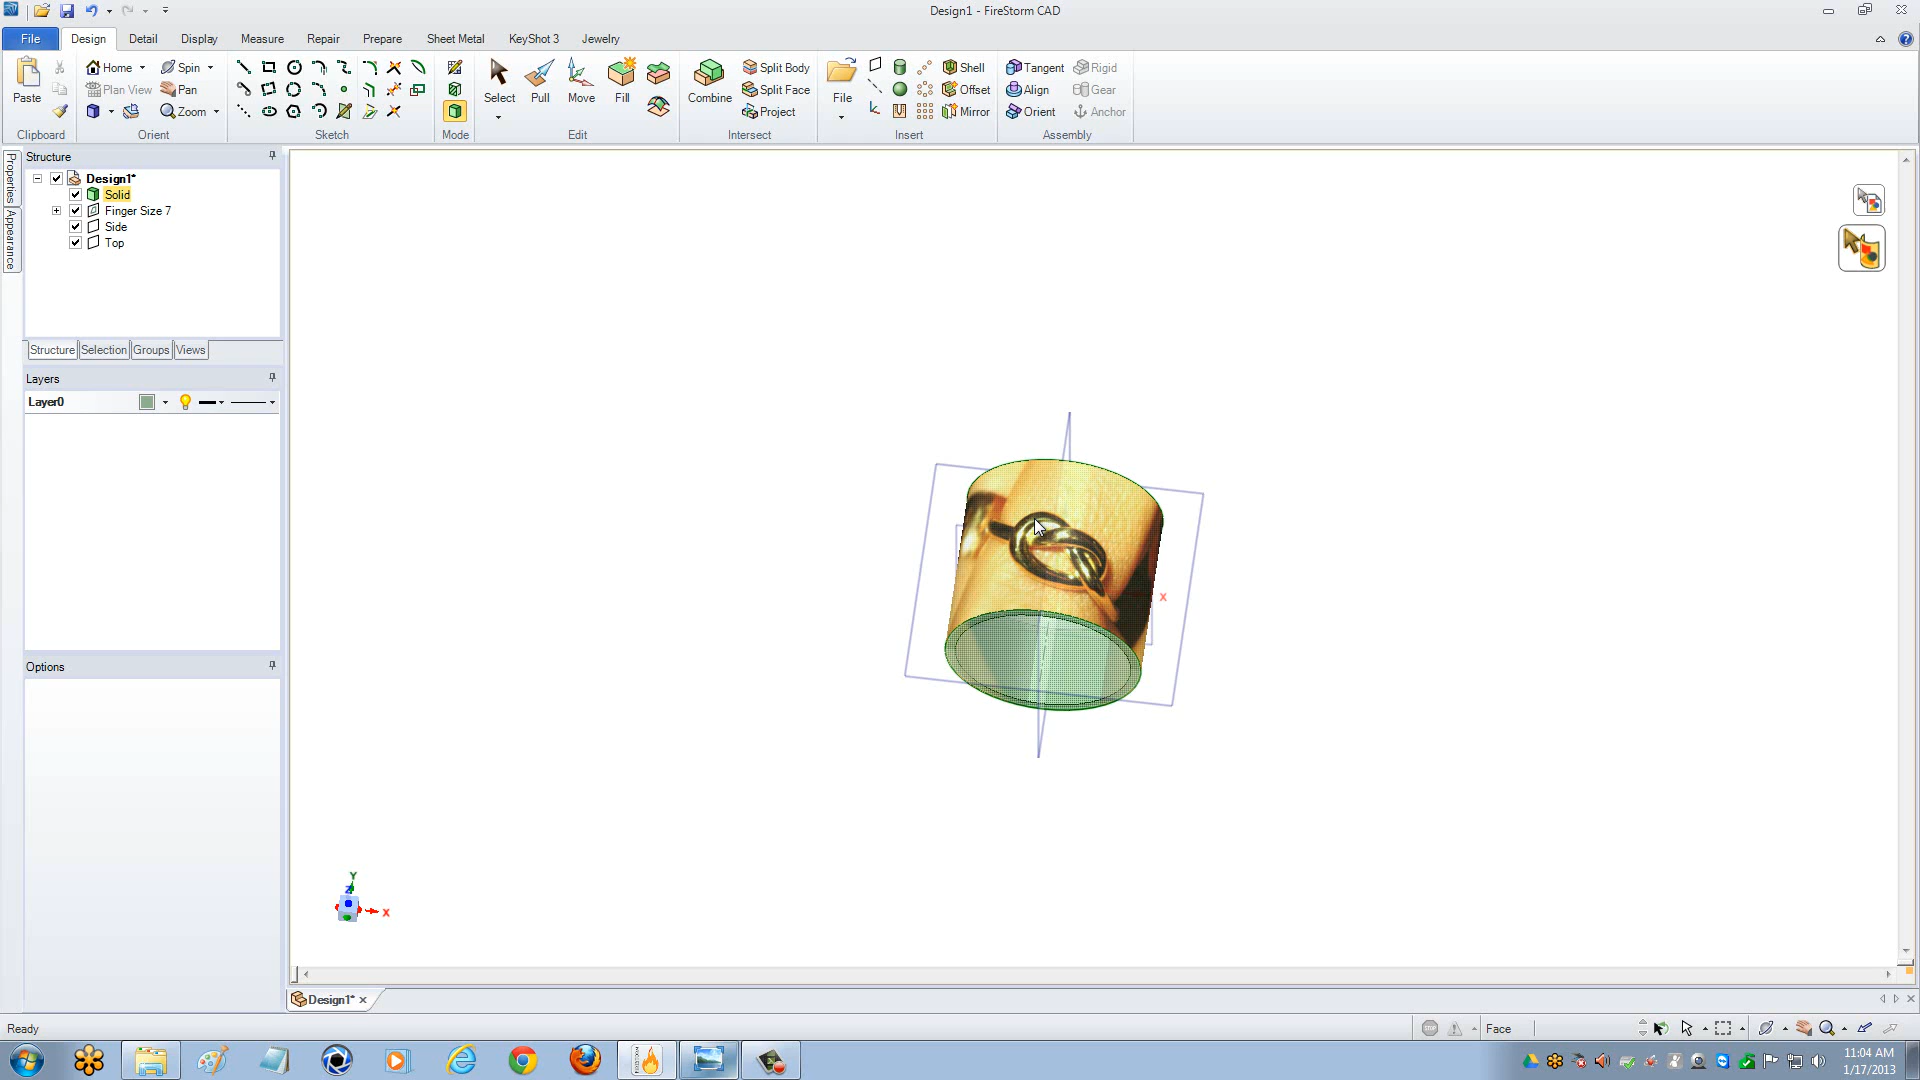 Design1 - FireStorm CAD
File Design Detail Display Measure Repair Prepare Sheet Metal KeyShot 3 Jewelry
Paste
Clipboard
Home Spin
Plan View Pan
Zoom
Orient
Sketch
Mode
Select Pull Move Fill
Edit
Combine
Split Body
Split Face
Project
Intersect
File
Shell
Offset
Mirror
Insert
Tangent Rigid
Align Gear
Orient Anchor
Assembly
Properties
Appearance
Structure
Design1*
Solid
Finger Size 7
Side
Top
Structure Selection Groups Views
Layers
Layer0
Options
X
Y
Z
X
Design1*
Ready
STOP
Face
11:04 AM
1/17/2013